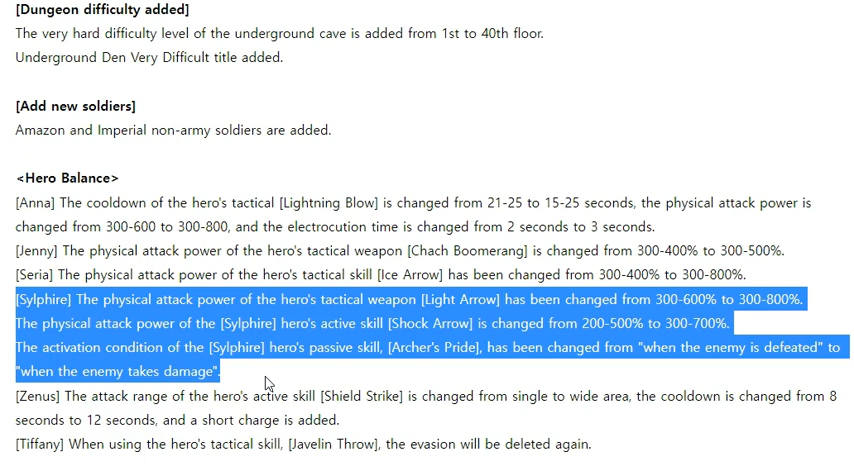 [Dungeon difficulty added]
The very hard difficulty level of the underground cave is added from 1st to 40th floor.
Underground Den Very Difficult title added.
[Add new soldiers]
Amazon and Imperial non-army soldiers are added.
<Hero Balance>
[Anna] The cooldown of the hero's tactical [Lightning Blow] is changed from 21-25 to 15-25 seconds, the physical attack power is
changed from 300-600 to 300-800, and the electrocution time is changed from 2 seconds to 3 seconds.
[Jenny] The physical attack power of the hero's tactical weapon [Chach Boomerang] is changed from 300-400% to 300-500%.
[Seria] The physical attack power of the hero's tactical skill [Ice Arrow] has been changed from 300-400% to 300-800%.
[Sylphire] The physical attack power of the hero's tactical weapon [Light Arrow] has been changed from 300-600% to 300-800%.
The physical attack power of the [Sylphire] hero's active skill [Shock Arrow] is changed from 200-500% to 300-700%.
The activation condition of the [Sylphire] hero's passive skill, [Archer's Pride], has been changed from "when the enemy is defeated" to
"when the enemy takes damage".
[Zenus] The attack range of the hero's active skill [Shield Strike] is changed from single to wide area, the cooldown is changed from 8
seconds to 12 seconds, and a short charge is added.
[Tiffany] When using the hero's tactical skill, [Javelin Throw], the evasion will be deleted again.